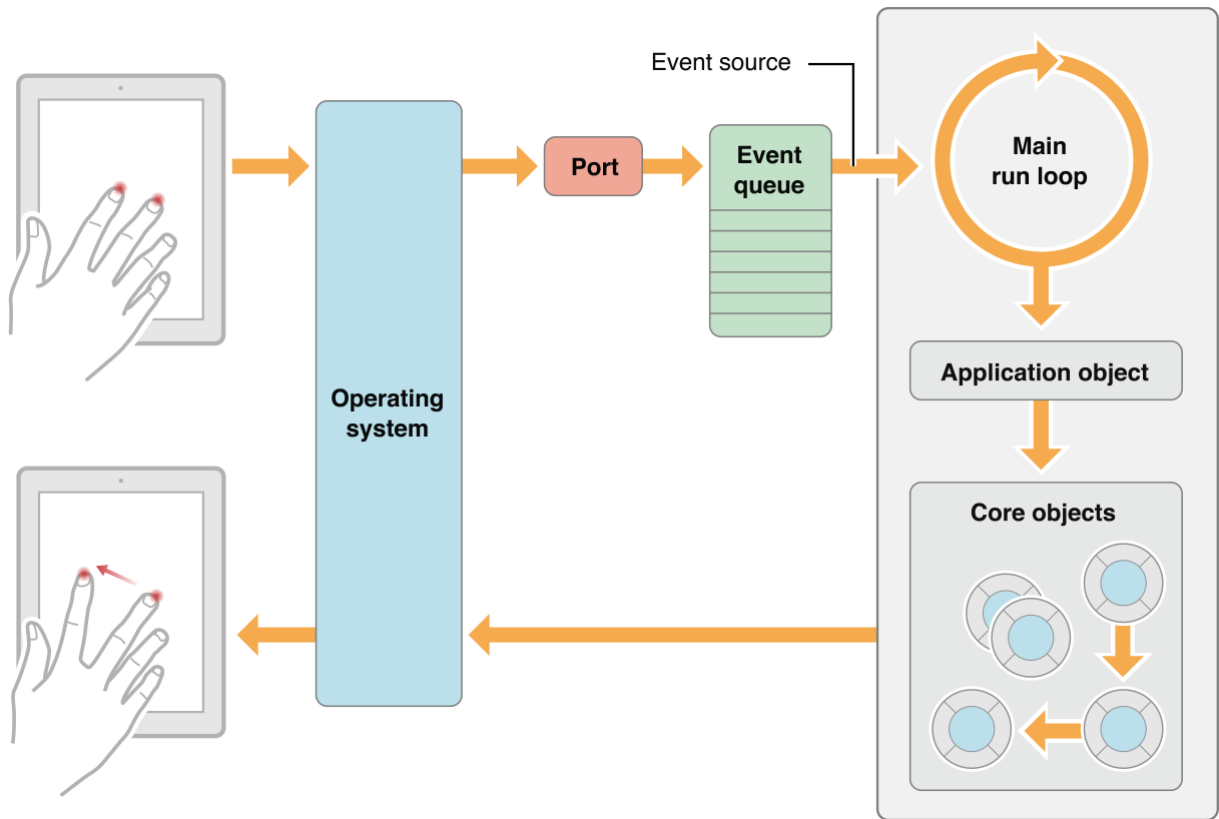 Event source
Port
Event
queue
Main
run loop
Application object
Operating
system
Core objects